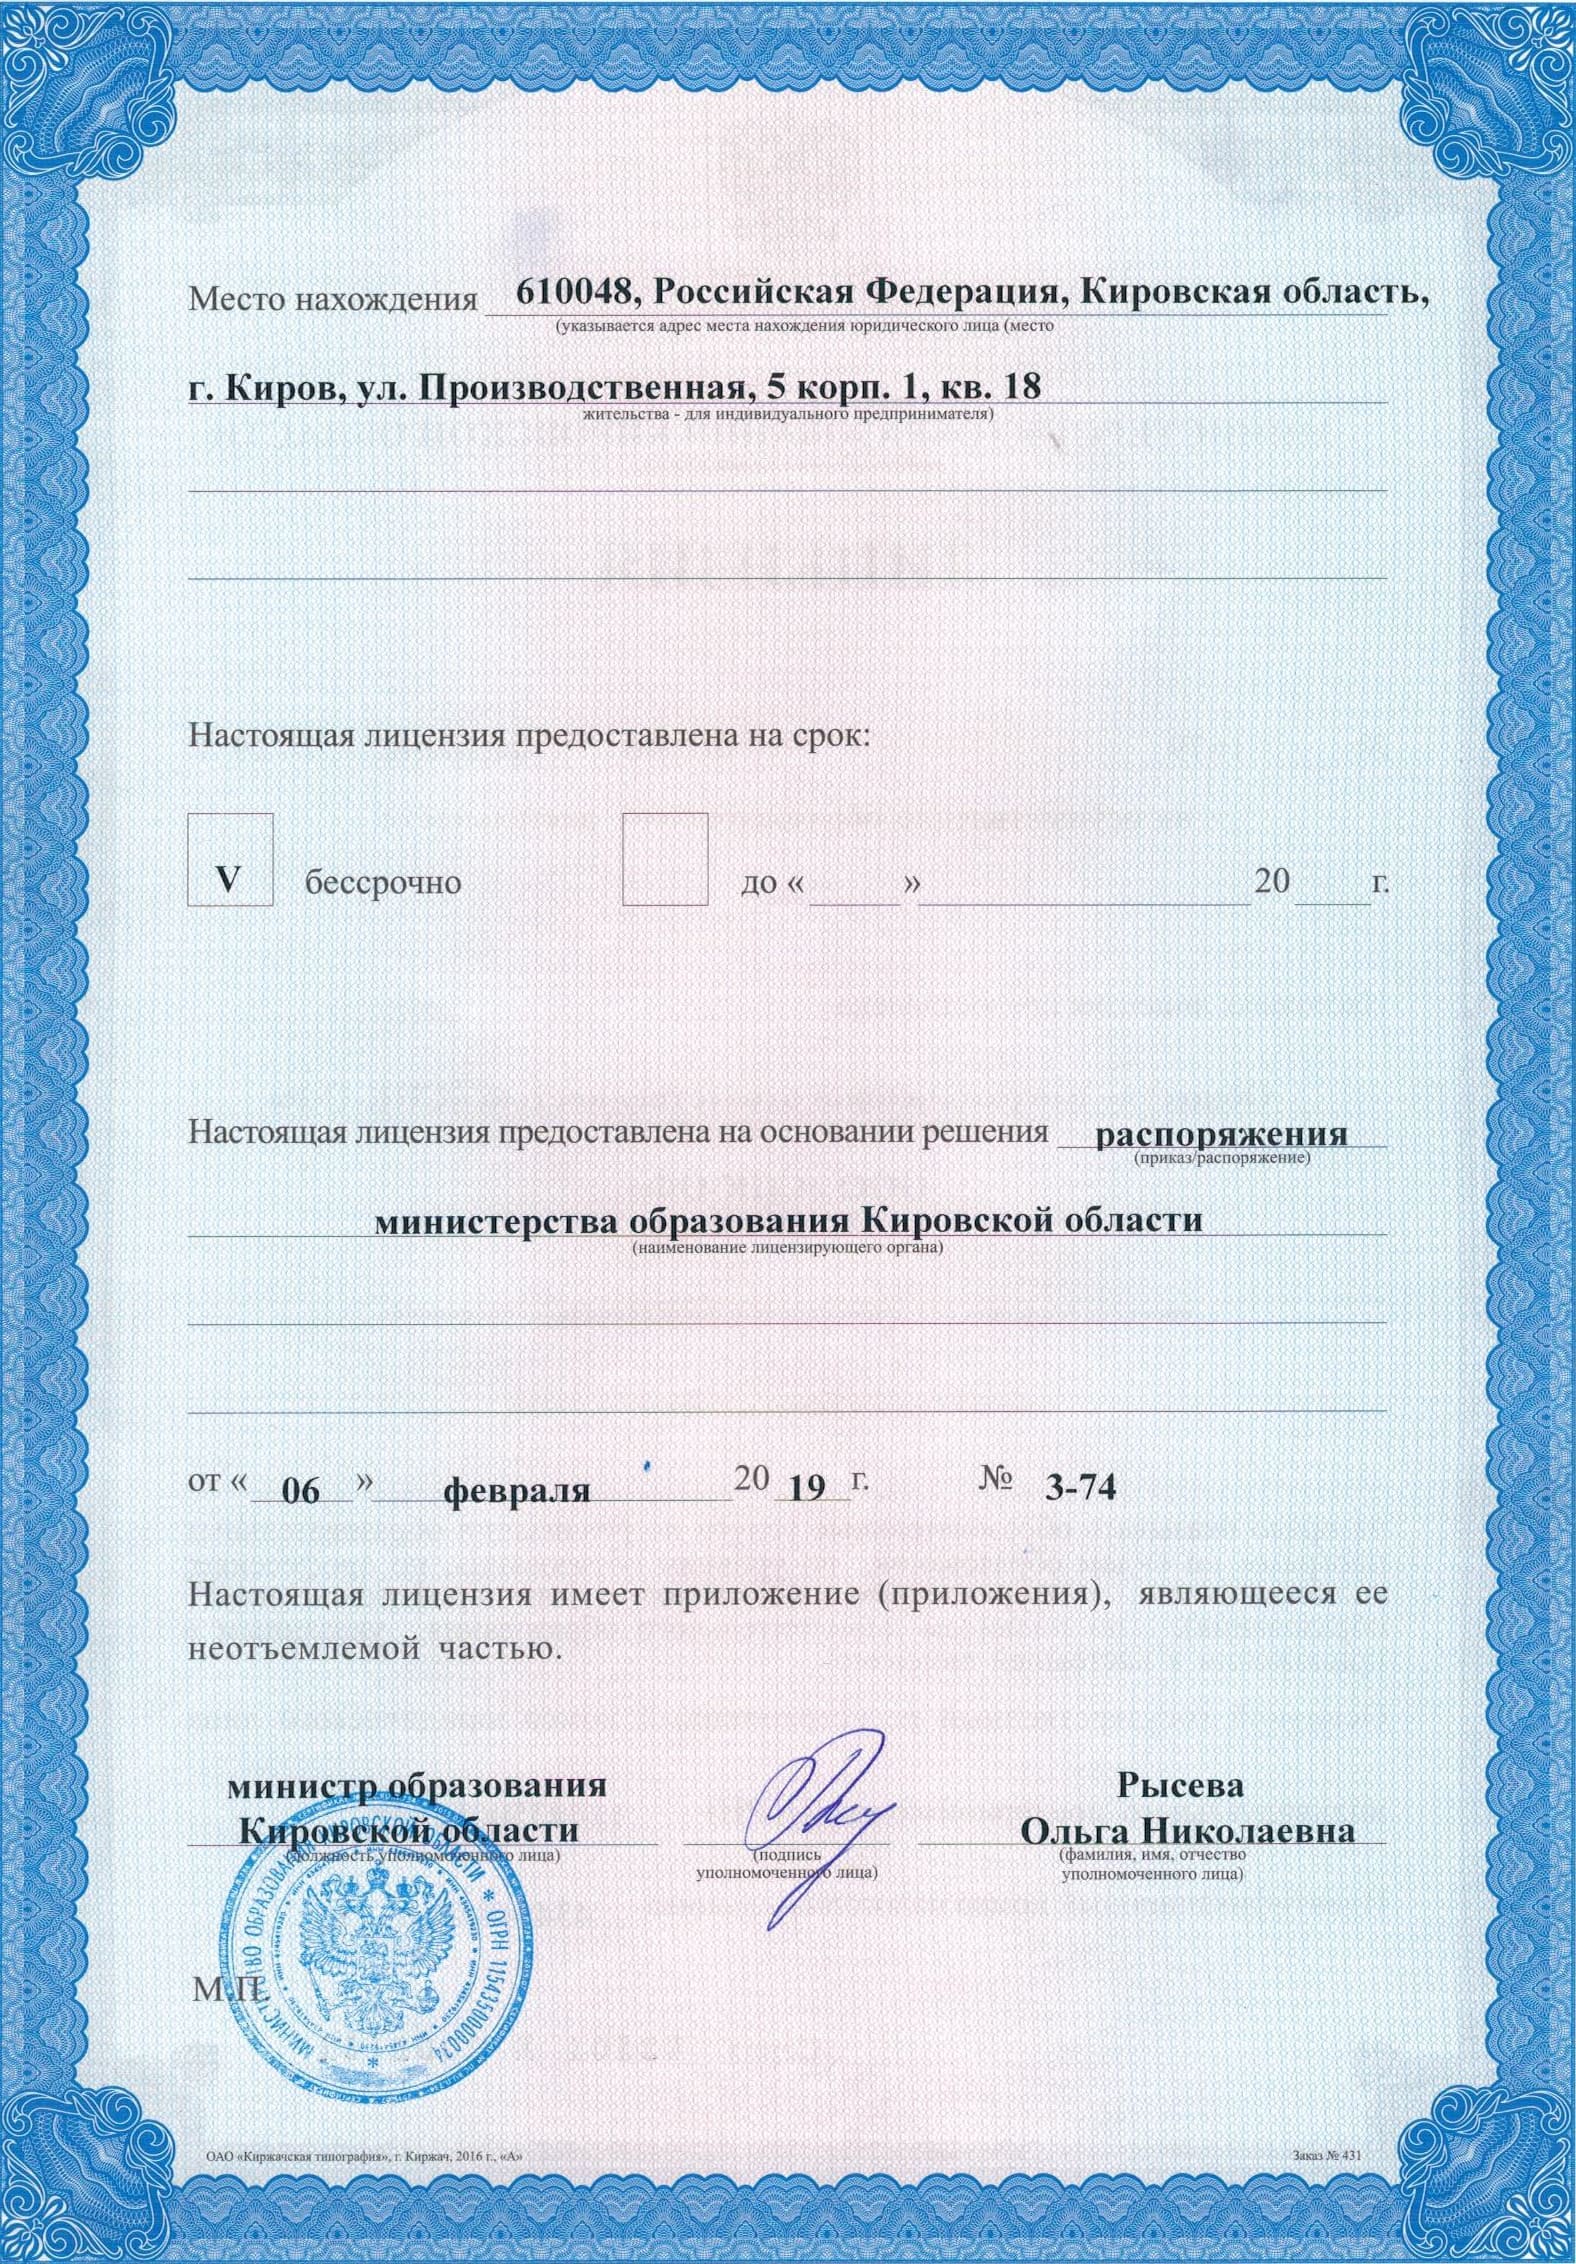 Место нахождения 610048, Российская Федерация, Кировская область,
(указывается адрес места нахождения юридического лица (место
г. Киров, ул. Производственная, 5 корп. 1, кв. 18
жительства - для индивидуального предпринимателя)
Настоящая лицензия предоставлена на срок:
V бессрочно до « » 20 г.
Настоящая лицензия предоставлена на основании решения распоряжения
(приказ/распоряжение)
министерства образования Кировской области
(наименование лицензирующего органа)
от « 06 » февраля 20 19 г. № 3-74
Настоящая лицензия имеет приложение (приложения), являющееся ее
неотъемлемой частью.
министр образования
Кировской области
(должность уполномоченного лица)
(подпись
уполномоченного лица)
Рысева
Ольга Николаевна
(фамилия, имя, отчество
уполномоченного лица)
М.П.
МИНИСТЕРСТВО ОБРАЗОВАНИЯ КИРОВСКОЙ ОБЛАСТИ * ОГРН 1154350000074
ОАО «Киржачская типография», г. Киржач, 2016 г., «А»
Заказ № 431